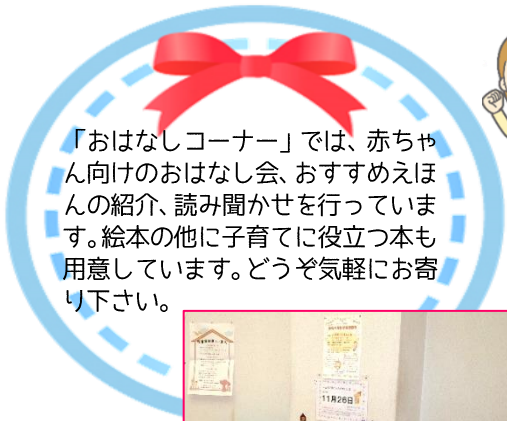 「おはなしコーナー」では、赤ちゃ
ん向けのおはなし会、おすすめえほ
んの紹介、読み聞かせを行っていま
す。絵本の他に子育てに役立つ本も
用意しています。どうぞ気軽にお寄
り下さい。
11月26日